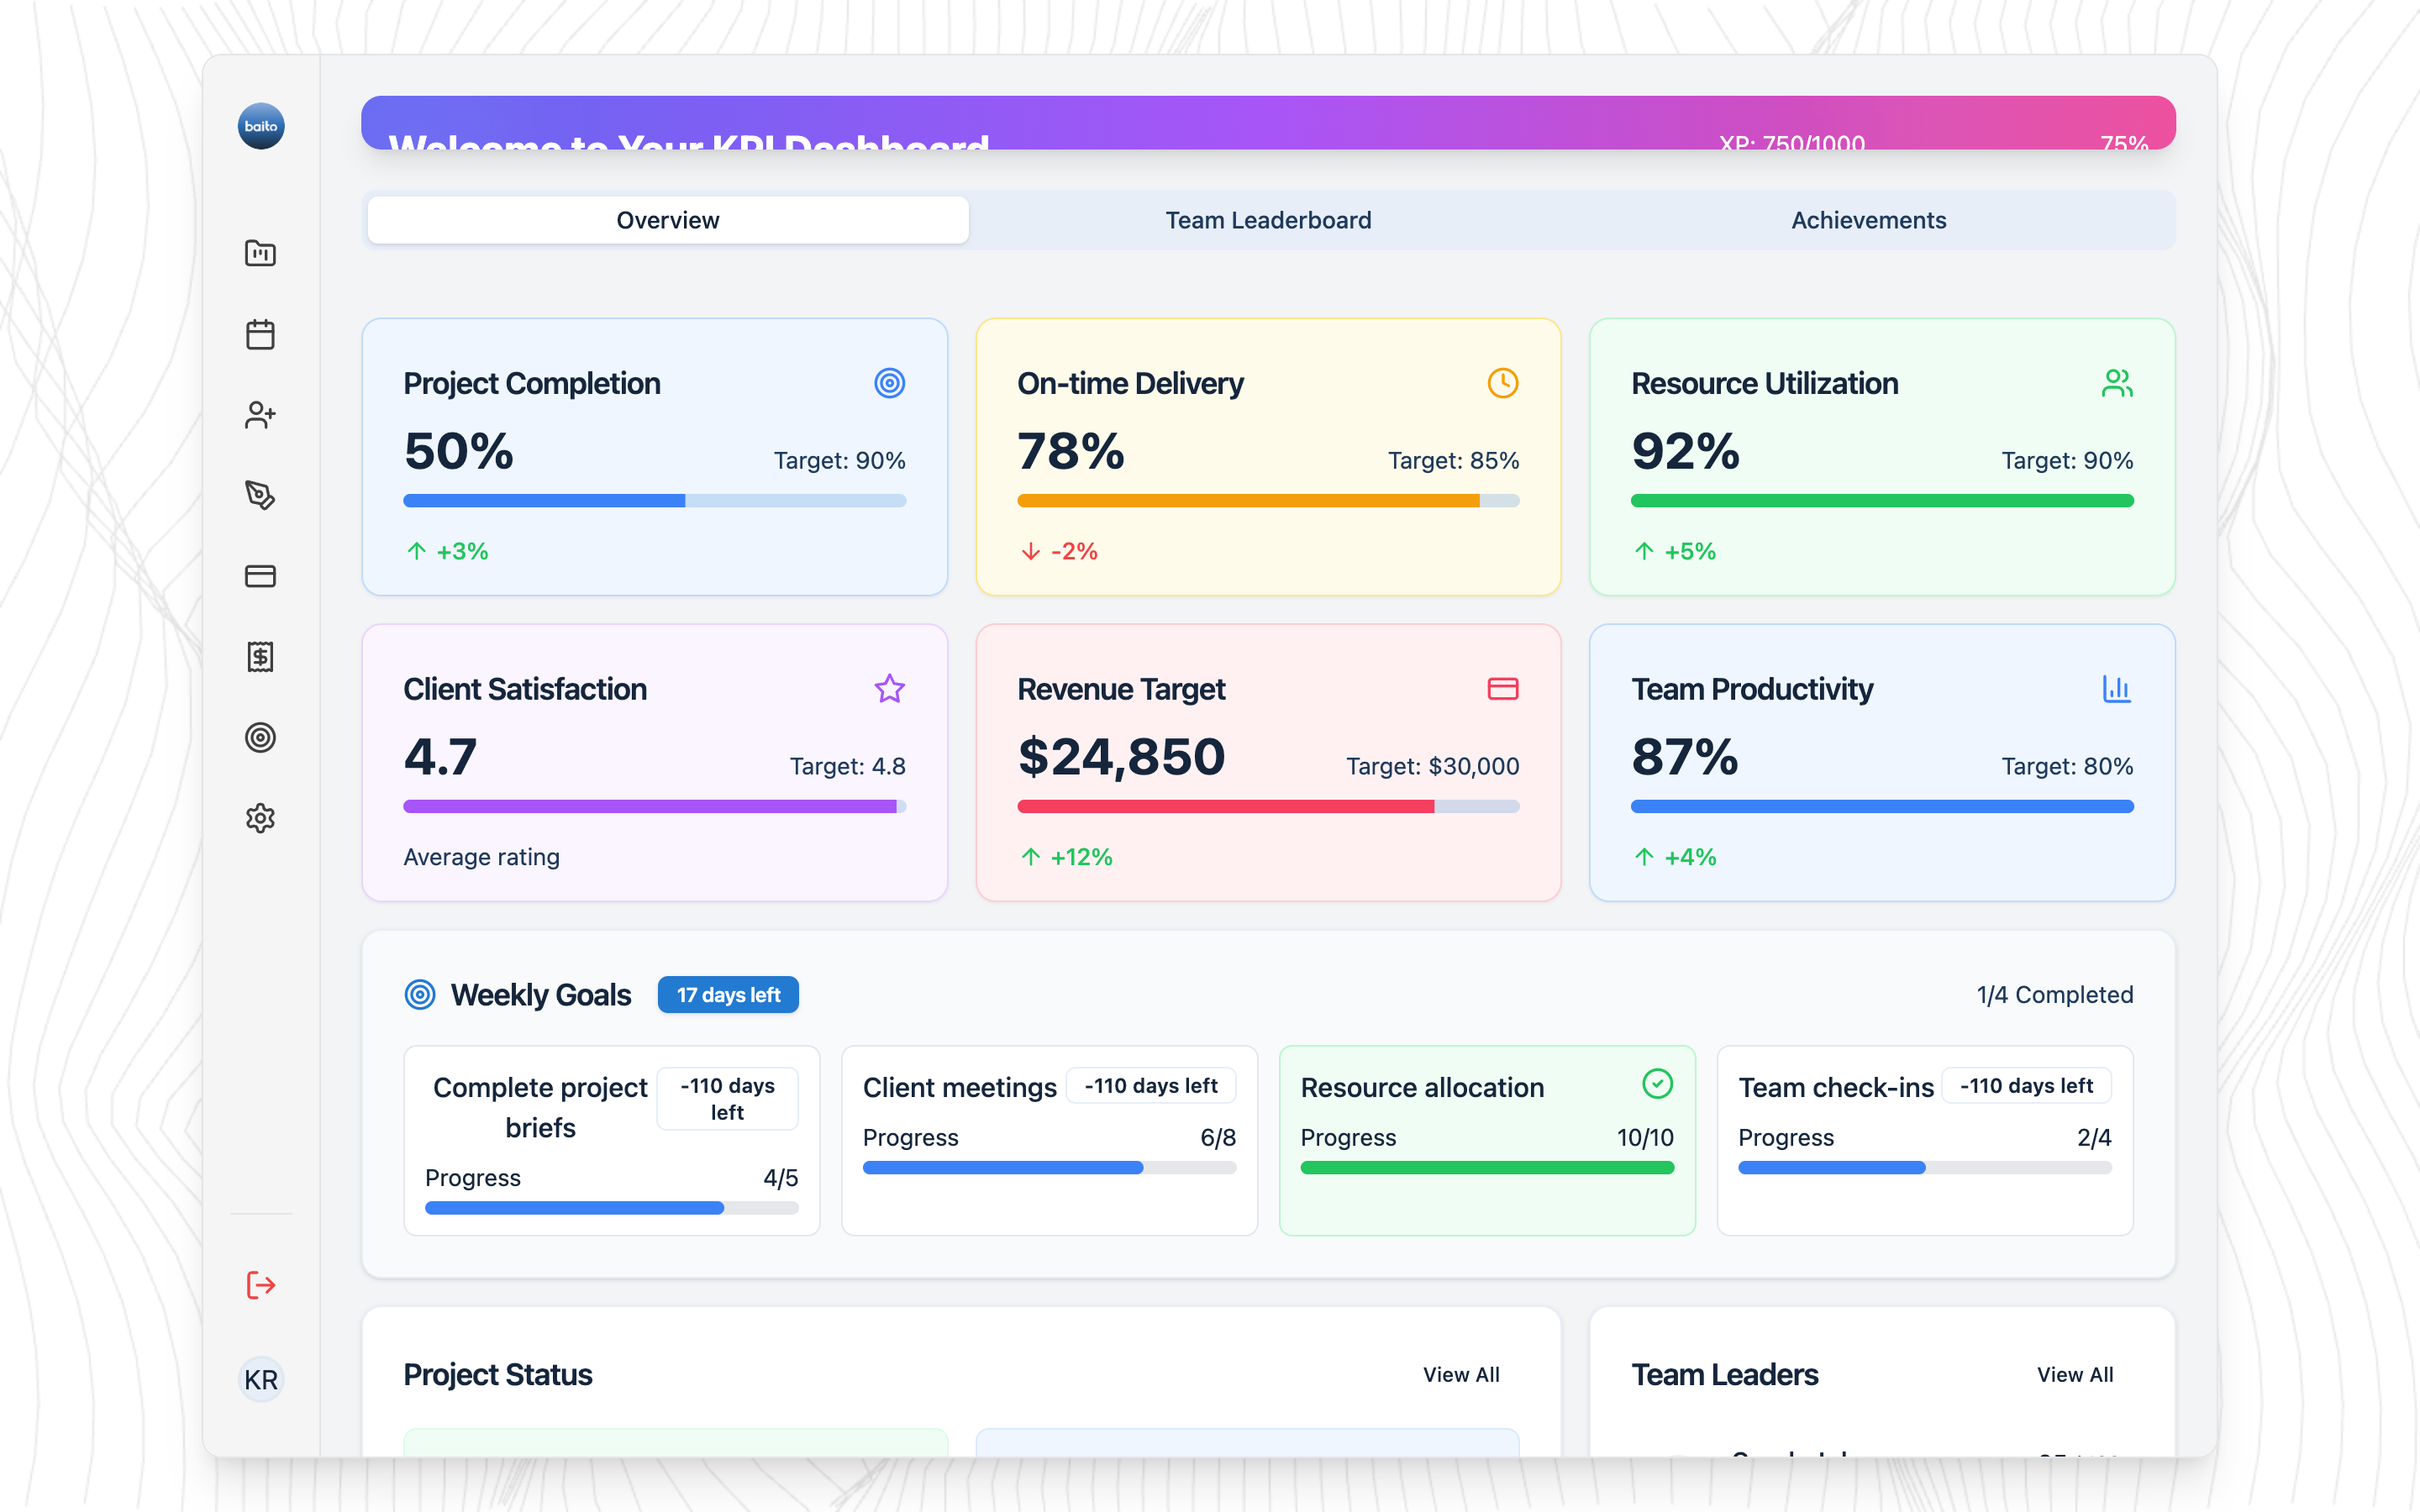 baito
Welcome to Your KPI Dashboard
XP: 750/1000
75%
Overview
Team Leaderboard
Achievements
Project Completion
50%
Target: 90%
+3%
On-time Delivery
78%
Target: 85%
-2%
Resource Utilization
92%
Target: 90%
+5%
Client Satisfaction
4.7
Target: 4.8
Average rating
Revenue Target
$24,850
Target: $30,000
+12%
Team Productivity
87%
Target: 80%
+4%
Weekly Goals
17 days left
1/4 Completed
Complete project
briefs
-110 days
left
Progress
4/5
Client meetings
-110 days left
Progress
6/8
Resource allocation
Progress
10/10
Team check-ins
-110 days left
Progress
2/4
KR
Project Status
View All
Team Leaders
View All